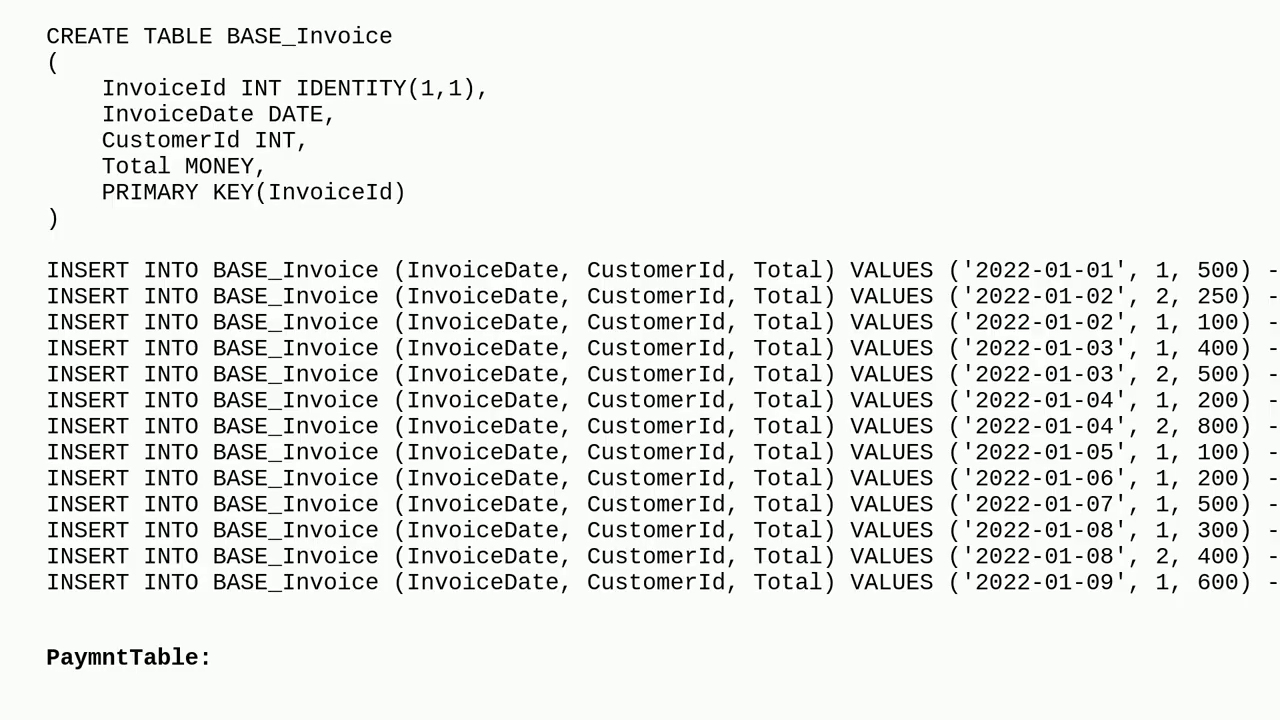 CREATE TABLE BASE_Invoice
(
    InvoiceId INT IDENTITY(1,1),
    InvoiceDate DATE,
    CustomerId INT,
    Total MONEY,
    PRIMARY KEY(InvoiceId)
)
INSERT INTO BASE_Invoice (InvoiceDate, CustomerId, Total) VALUES ('2022-01-01', 1, 500) -
INSERT INTO BASE_Invoice (InvoiceDate, CustomerId, Total) VALUES ('2022-01-02', 2, 250) -
INSERT INTO BASE_Invoice (InvoiceDate, CustomerId, Total) VALUES ('2022-01-02', 1, 100) -
INSERT INTO BASE_Invoice (InvoiceDate, CustomerId, Total) VALUES ('2022-01-03', 1, 400) -
INSERT INTO BASE_Invoice (InvoiceDate, CustomerId, Total) VALUES ('2022-01-03', 2, 500) -
INSERT INTO BASE_Invoice (InvoiceDate, CustomerId, Total) VALUES ('2022-01-04', 1, 200) -
INSERT INTO BASE_Invoice (InvoiceDate, CustomerId, Total) VALUES ('2022-01-04', 2, 800) -
INSERT INTO BASE_Invoice (InvoiceDate, CustomerId, Total) VALUES ('2022-01-05', 1, 100) -
INSERT INTO BASE_Invoice (InvoiceDate, CustomerId, Total) VALUES ('2022-01-06', 1, 200) -
INSERT INTO BASE_Invoice (InvoiceDate, CustomerId, Total) VALUES ('2022-01-07', 1, 500) -
INSERT INTO BASE_Invoice (InvoiceDate, CustomerId, Total) VALUES ('2022-01-08', 1, 300) -
INSERT INTO BASE_Invoice (InvoiceDate, CustomerId, Total) VALUES ('2022-01-08', 2, 400) -
INSERT INTO BASE_Invoice (InvoiceDate, CustomerId, Total) VALUES ('2022-01-09', 1, 600) -
PaymntTable: